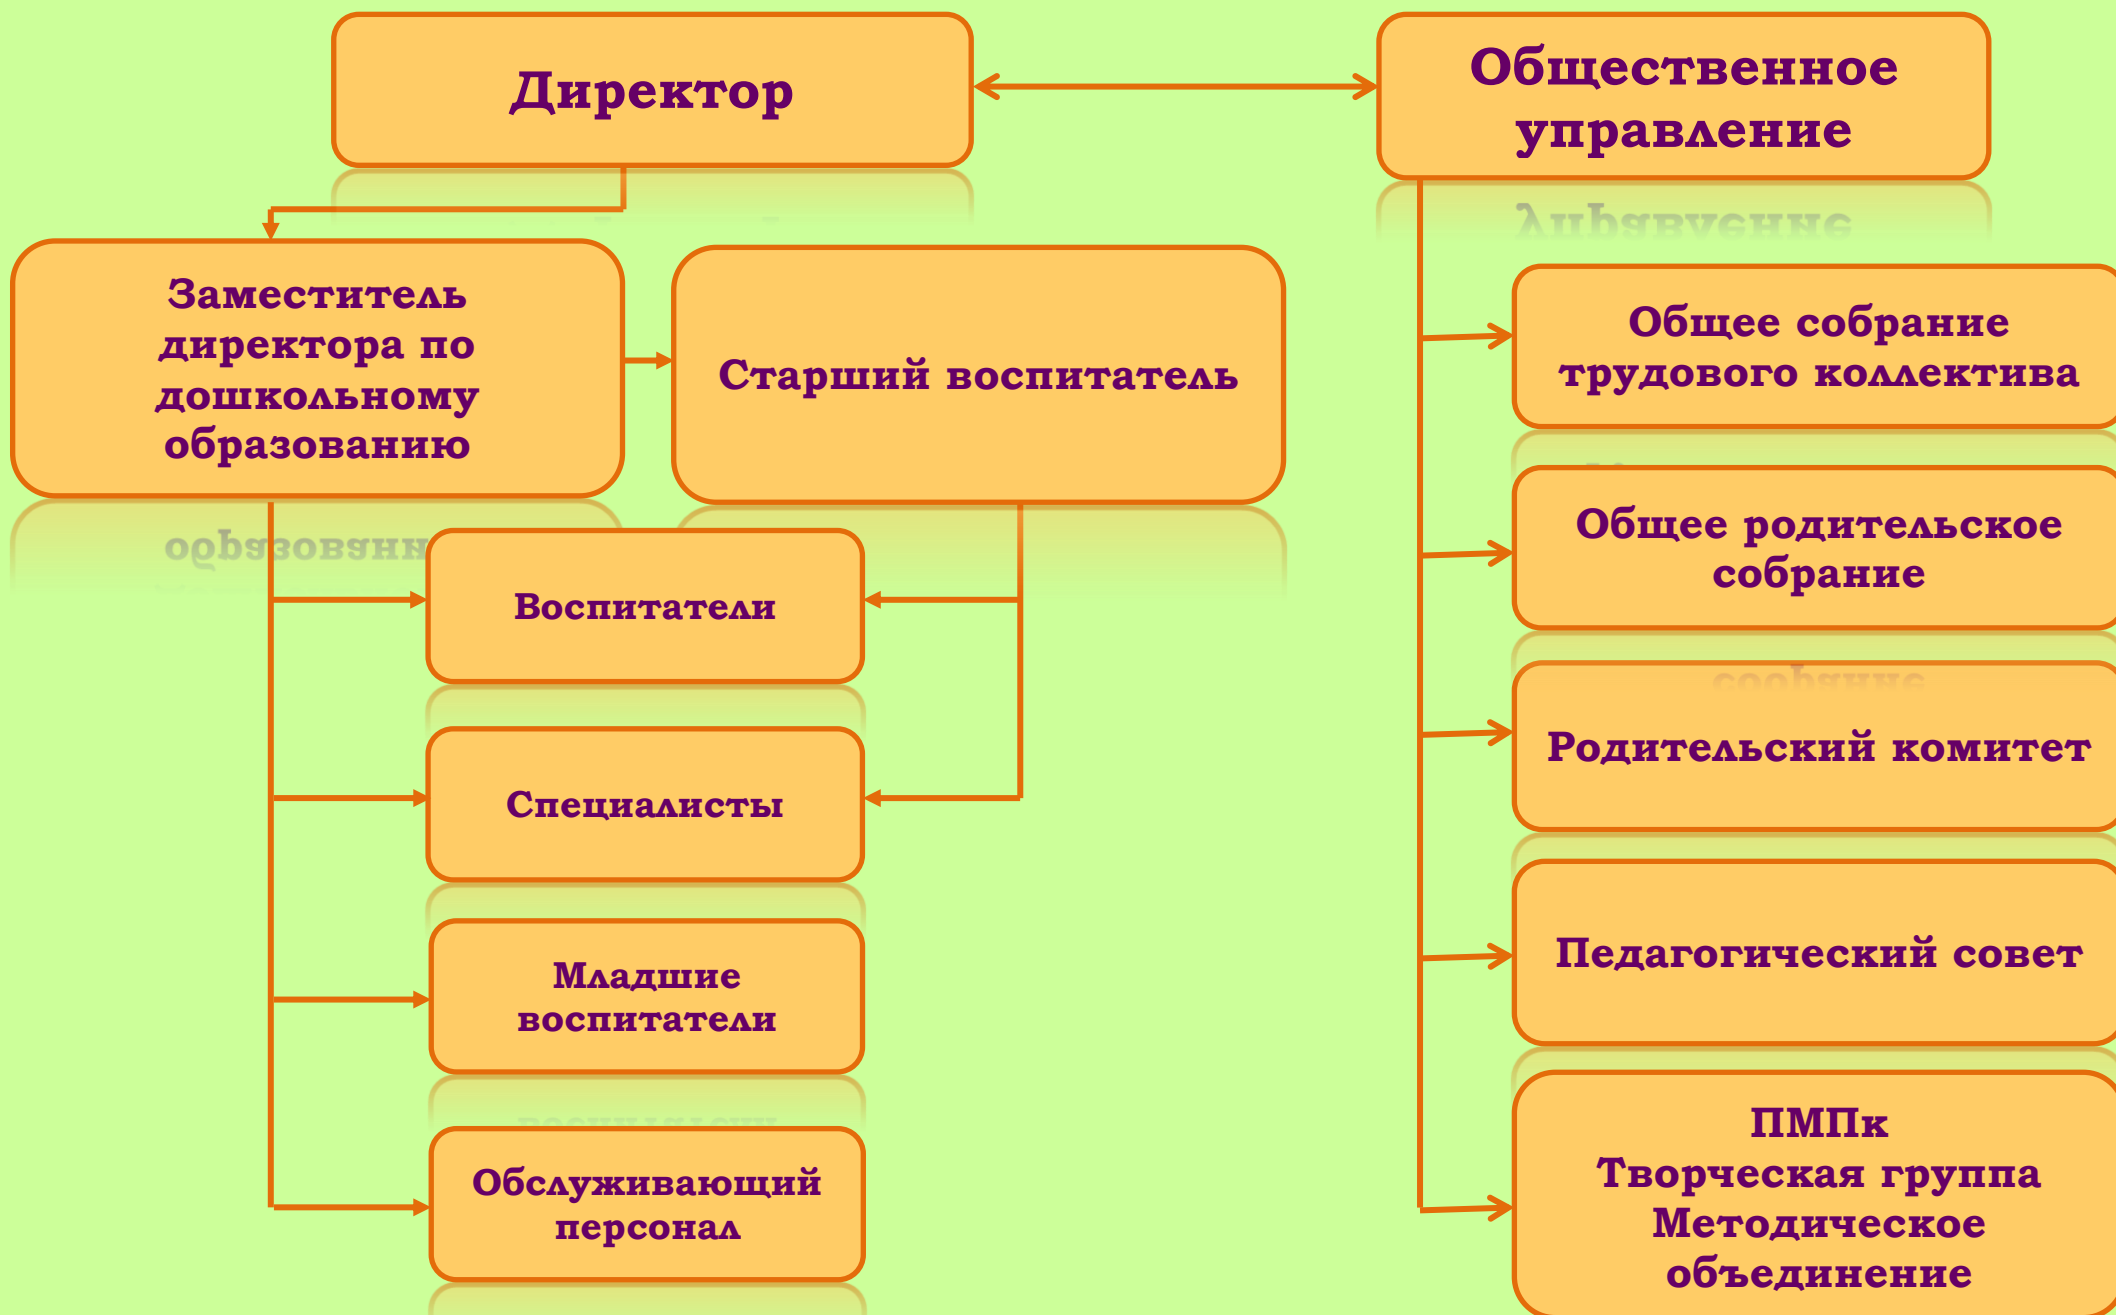 Директор
Общественное
управление
Заместитель
директора по
дошкольному
образованию
Старший воспитатель
Воспитатели
Специалисты
Младшие
воспитатели
Обслуживающий
персонал
Общее собрание
трудового коллектива
Общее родительское
собрание
Родительский комитет
Педагогический совет
ПМПк
Творческая группа
Методическое
объединение